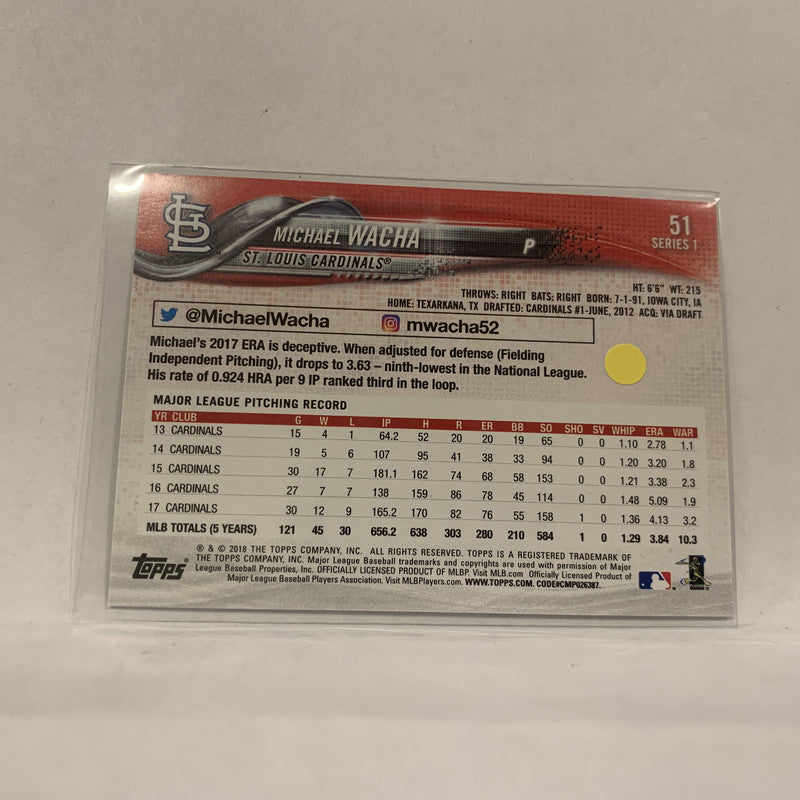 STL
MICHAEL WACHA
P
ST. LOUIS CARDINALS®
51
SERIES 1
HT: 6'6" WT: 215
THROWS: RIGHT BATS: RIGHT BORN: 7-1-91, IOWA CITY, IA
HOME: TEXARKANA, TX DRAFTED: CARDINALS #1-JUNE, 2012 ACQ: VIA DRAFT
@MichaelWacha mwacha52
Michael's 2017 ERA is deceptive. When adjusted for defense (Fielding
Independent Pitching), it drops to 3.63 – ninth-lowest in the National League.
His rate of 0.924 HRA per 9 IP ranked third in the loop.
MAJOR LEAGUE PITCHING RECORD
YR CLUB G W L IP H R ER BB SO SHO SV WHIP ERA WAR
13 CARDINALS 15 4 1 64.2 52 20 20 19 65 0 0 1.10 2.78 1.1
14 CARDINALS 19 5 6 107 95 41 38 33 94 0 0 1.20 3.20 1.8
15 CARDINALS 30 17 7 181.1 162 74 68 58 153 0 0 1.21 3.38 2.3
16 CARDINALS 27 7 7 138 159 86 78 45 114 0 0 1.48 5.09 1.9
17 CARDINALS 30 12 9 165.2 170 82 76 55 158 1 0 1.36 4.13 3.2
MLB TOTALS (5 YEARS) 121 45 30 656.2 638 303 280 210 584 1 0 1.29 3.84 10.3
Topps®
® & © 2018 THE TOPPS COMPANY, INC. ALL RIGHTS RESERVED. TOPPS IS A REGISTERED TRADEMARK OF
THE TOPPS COMPANY, INC. Major League Baseball trademarks and copyrights are used with permission of Major
League Baseball Properties, Inc. OFFICIALLY LICENSED PRODUCT OF MLBP. Visit MLB.com Officially Licensed Product of
Major League Baseball Players Association. Visit MLBPlayers.com. WWW.TOPPS.COM. CODE#CMP026387.